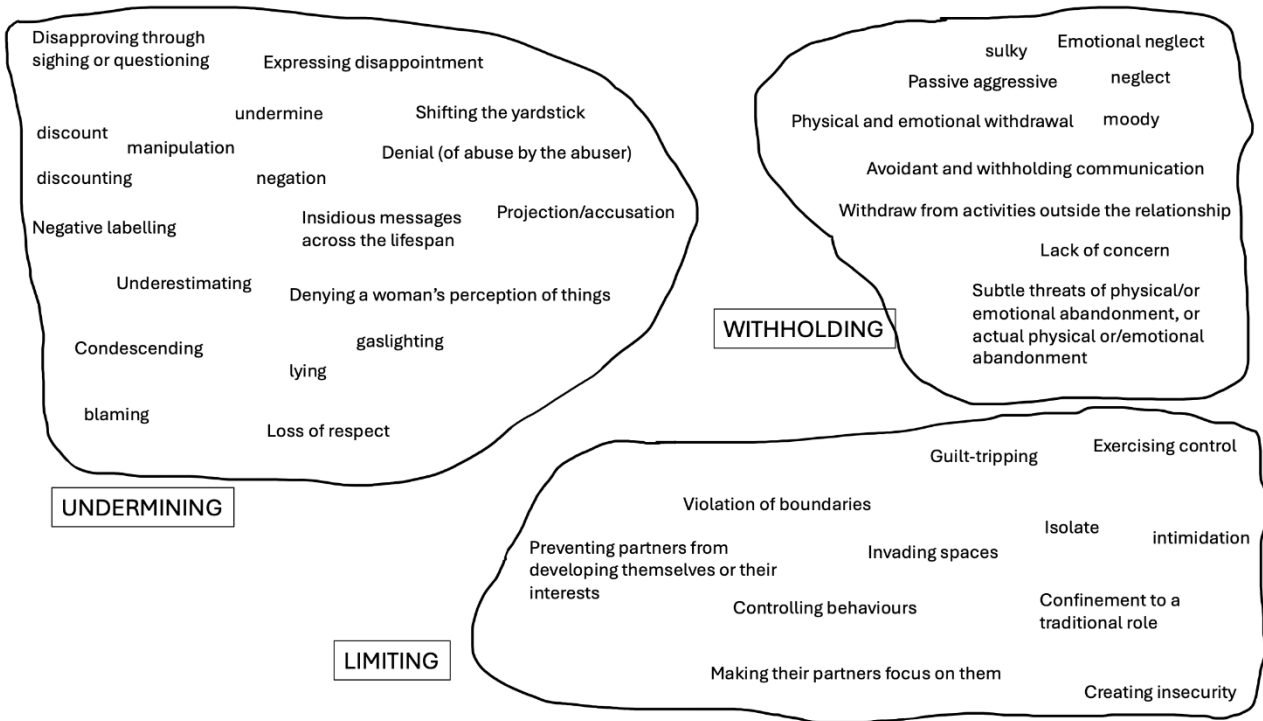 Disapproving through
sighing or questioning
Expressing disappointment
undermine
Shifting the yardstick
discount
manipulation
Denial (of abuse by the abuser)
discounting
negation
Negative labelling
Insidious messages
across the lifespan
Projection/accusation
Underestimating
Denying a woman’s perception of things
Condescending
gaslighting
lying
blaming
Loss of respect
UNDERMINING
sulky
Emotional neglect
Passive aggressive
neglect
Physical and emotional withdrawal
moody
Avoidant and withholding communication
Withdraw from activities outside the relationship
Lack of concern
Subtle threats of physical/or
emotional abandonment, or
actual physical or/emotional
abandonment
WITHHOLDING
Guilt-tripping
Exercising control
Violation of boundaries
Isolate
intimidation
Preventing partners from
developing themselves or their
interests
Invading spaces
Controlling behaviours
Confinement to a
traditional role
LIMITING
Making their partners focus on them
Creating insecurity